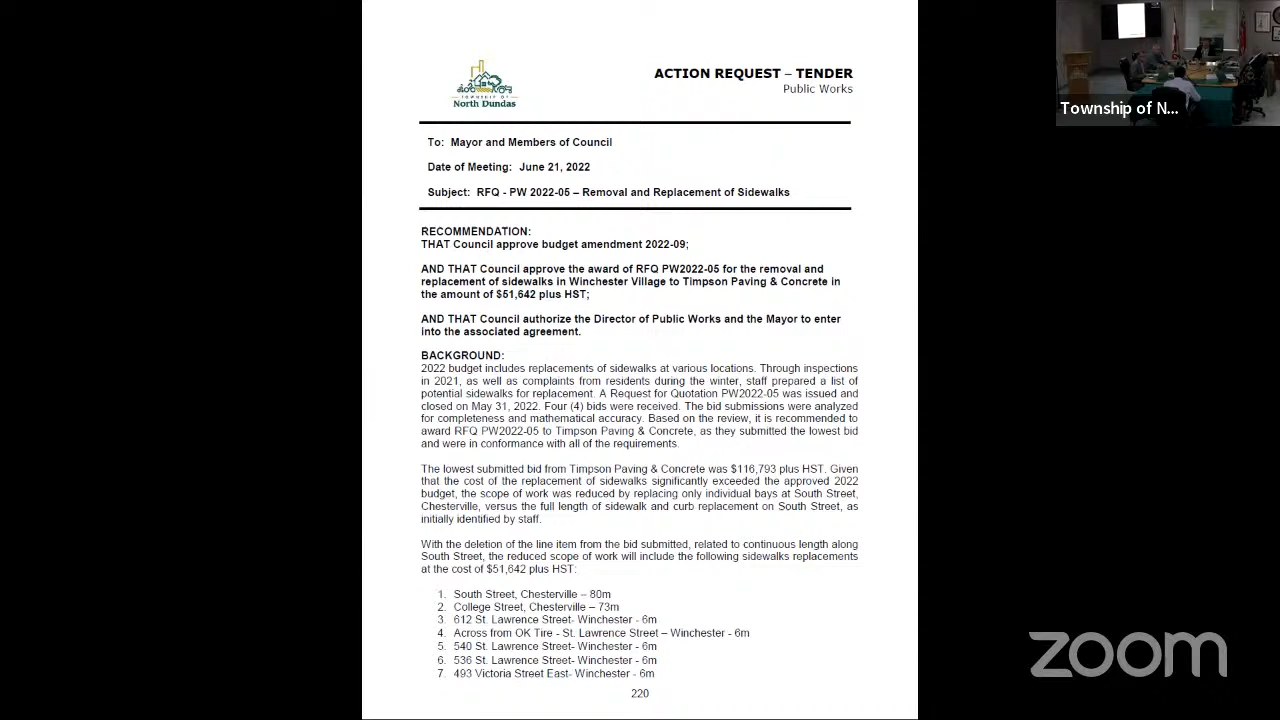 TOWNSHIP OF
North Dundas
ACTION REQUEST – TENDER
Public Works
To: Mayor and Members of Council
Date of Meeting: June 21, 2022
Subject: RFQ - PW 2022-05 – Removal and Replacement of Sidewalks
RECOMMENDATION:
THAT Council approve budget amendment 2022-09;
AND THAT Council approve the award of RFQ PW2022-05 for the removal and
replacement of sidewalks in Winchester Village to Timpson Paving & Concrete in
the amount of $51,642 plus HST;
AND THAT Council authorize the Director of Public Works and the Mayor to enter
into the associated agreement.
BACKGROUND:
2022 budget includes replacements of sidewalks at various locations. Through inspections
in 2021, as well as complaints from residents during the winter, staff prepared a list of
potential sidewalks for replacement. A Request for Quotation PW2022-05 was issued and
closed on May 31, 2022. Four (4) bids were received. The bid submissions were analyzed
for completeness and mathematical accuracy. Based on the review, it is recommended to
award RFQ PW2022-05 to Timpson Paving & Concrete, as they submitted the lowest bid
and were in conformance with all of the requirements.
The lowest submitted bid from Timpson Paving & Concrete was $116,793 plus HST. Given
that the cost of the replacement of sidewalks significantly exceeded the approved 2022
budget, the scope of work was reduced by replacing only individual bays at South Street,
Chesterville, versus the full length of sidewalk and curb replacement on South Street, as
initially identified by staff.
With the deletion of the line item from the bid submitted, related to continuous length along
South Street, the reduced scope of work will include the following sidewalks replacements
at the cost of $51,642 plus HST:
1. South Street, Chesterville – 80m
2. College Street, Chesterville – 73m
3. 612 St. Lawrence Street- Winchester - 6m
4. Across from OK Tire - St. Lawrence Street – Winchester - 6m
5. 540 St. Lawrence Street- Winchester - 6m
6. 536 St. Lawrence Street- Winchester - 6m
7. 493 Victoria Street East- Winchester - 6m
220
Township of N...
zoom